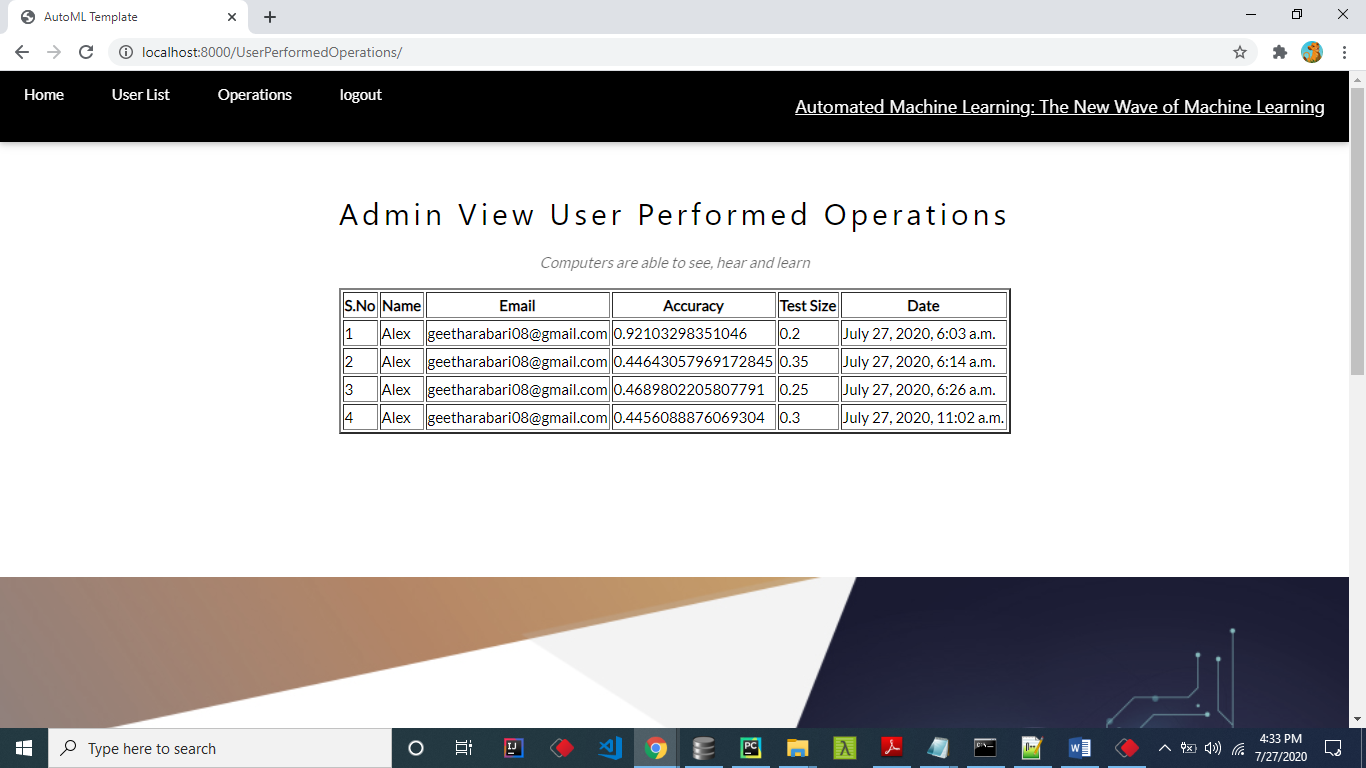 AutoML Template
localhost:8000/UserPerformedOperations/
Home User List Operations logout
Automated Machine Learning: The New Wave of Machine Learning
Admin View User Performed Operations
Computers are able to see, hear and learn
S.No Name Email Accuracy Test Size Date
1 Alex geetharabari08@gmail.com 0.92103298351046 0.2 July 27, 2020, 6:03 a.m.
2 Alex geetharabari08@gmail.com 0.44643057969172845 0.35 July 27, 2020, 6:14 a.m.
3 Alex geetharabari08@gmail.com 0.4689802205807791 0.25 July 27, 2020, 6:26 a.m.
4 Alex geetharabari08@gmail.com 0.4456088876069304 0.3 July 27, 2020, 11:02 a.m.
Type here to search
4:33 PM
7/27/2020